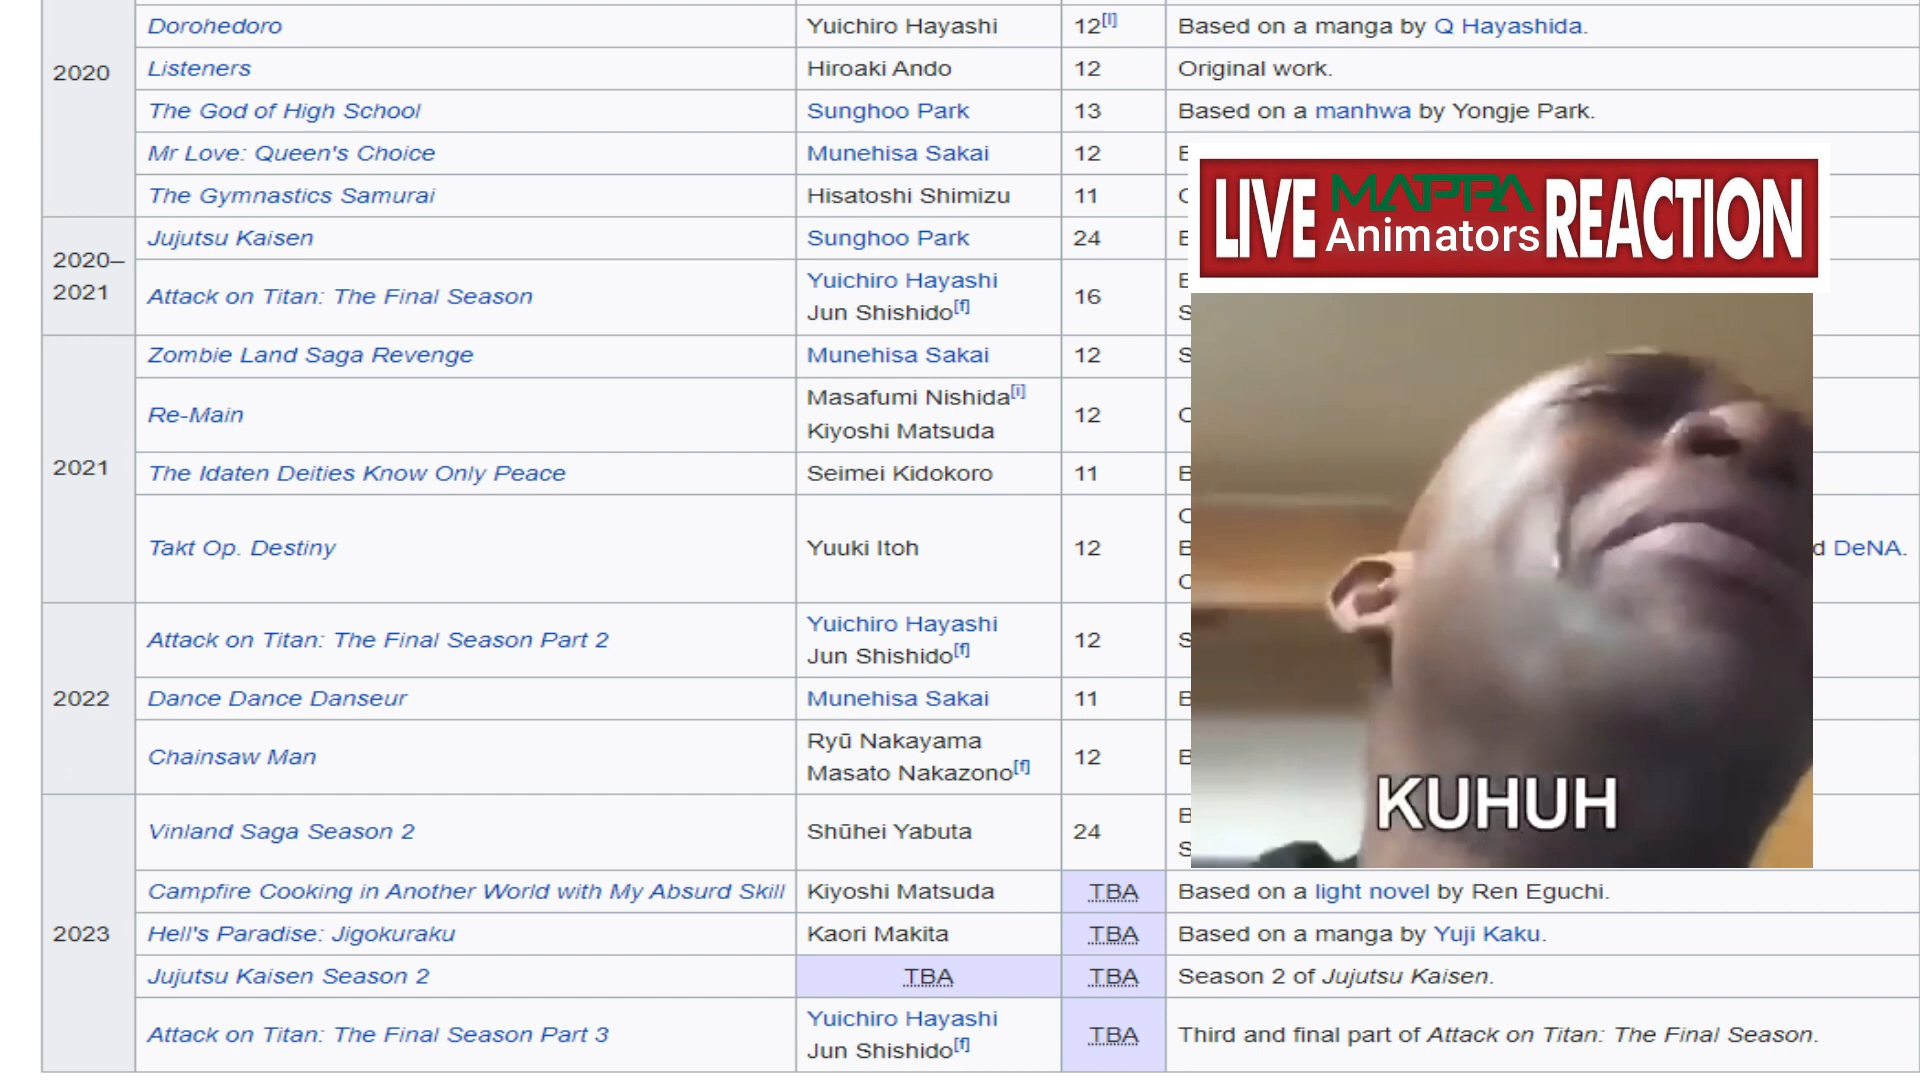 2020
Dorohedoro Yuichiro Hayashi 12[l] Based on a manga by Q Hayashida.
Listeners Hiroaki Ando 12 Original work.
The God of High School Sunghoo Park 13 Based on a manhwa by Yongje Park.
Mr Love: Queen's Choice Munehisa Sakai 12
The Gymnastics Samurai Hisatoshi Shimizu 11
2020–
2021
Jujutsu Kaisen Sunghoo Park 24
Attack on Titan: The Final Season Yuichiro Hayashi
Jun Shishido[f] 16
2021
Zombie Land Saga Revenge Munehisa Sakai 12
Re-Main Masafumi Nishida[i]
Kiyoshi Matsuda 12
The Idaten Deities Know Only Peace Seimei Kidokoro 11
Takt Op. Destiny Yuuki Itoh 12 d DeNA.
2022
Attack on Titan: The Final Season Part 2 Yuichiro Hayashi
Jun Shishido[f] 12
Dance Dance Danseur Munehisa Sakai 11
Chainsaw Man Ryū Nakayama
Masato Nakazono[f] 12
2023
Vinland Saga Season 2 Shūhei Yabuta 24
Campfire Cooking in Another World with My Absurd Skill Kiyoshi Matsuda TBA Based on a light novel by Ren Eguchi.
Hell's Paradise: Jigokuraku Kaori Makita TBA Based on a manga by Yuji Kaku.
Jujutsu Kaisen Season 2 TBA TBA Season 2 of Jujutsu Kaisen.
Attack on Titan: The Final Season Part 3 Yuichiro Hayashi
Jun Shishido[f] TBA Third and final part of Attack on Titan: The Final Season.
LIVE MAPPA
Animators REACTION
KUHUH